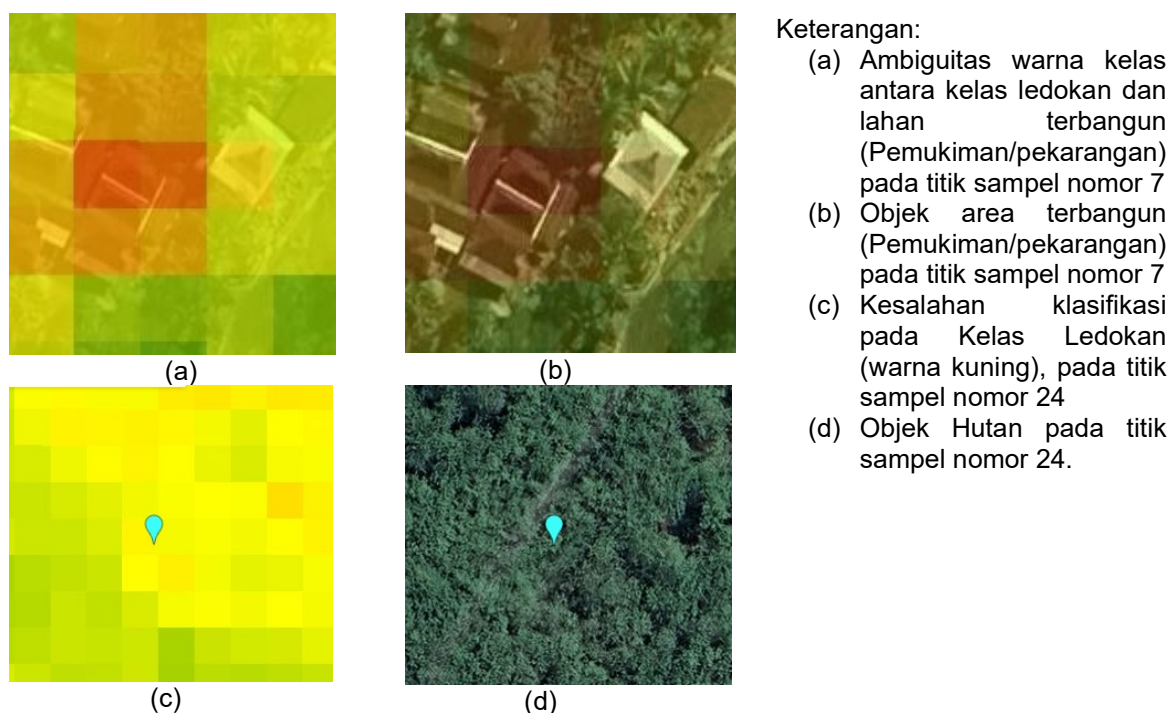 (a)
(b)
(c)
(d)
Keterangan:
(a) Ambiguitas warna kelas
antara kelas ledokan dan
lahan terbangun
(Pemukiman/pekarangan)
pada titik sampel nomor 7
(b) Objek area terbangun
(Pemukiman/pekarangan)
pada titik sampel nomor 7
(c) Kesalahan klasifikasi
pada Kelas Ledokan
(warna kuning), pada titik
sampel nomor 24
(d) Objek Hutan pada titik
sampel nomor 24.